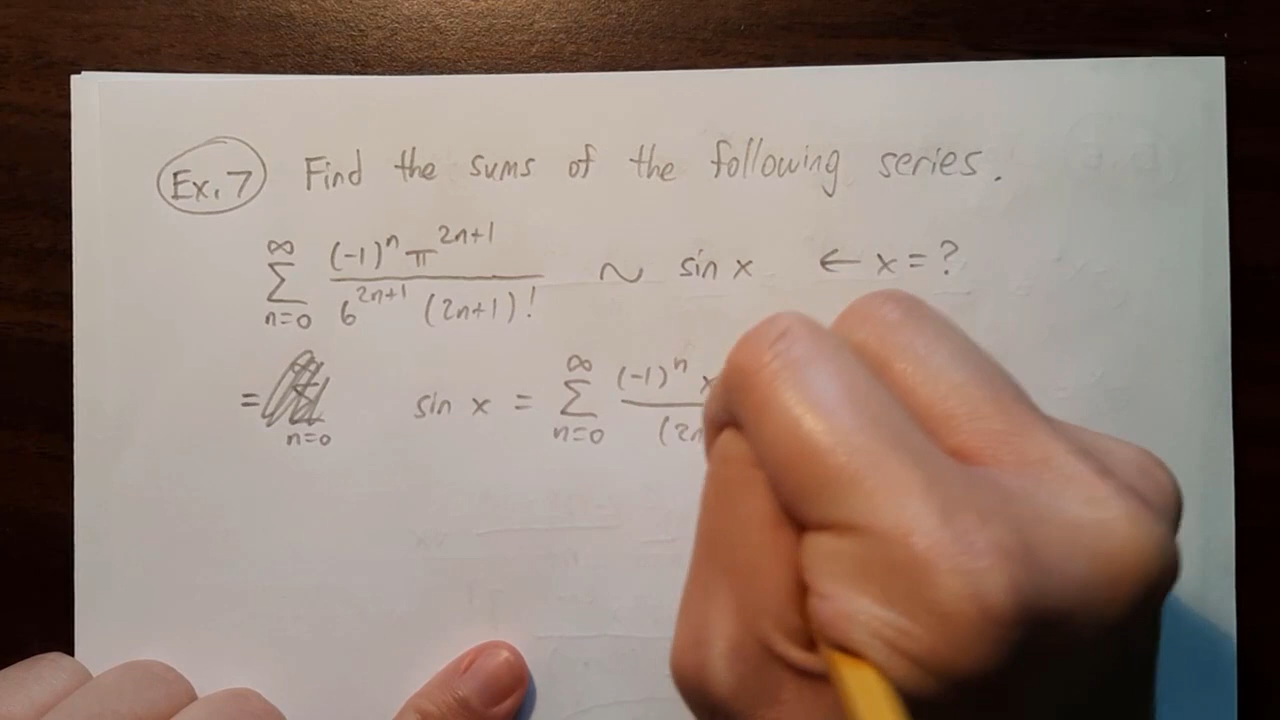 Ex. 7 Find the sums of the following series.
∞ Σ n=0 (-1)^n π^{2n+1} / 6^{2n+1} (2n+1)! ~ sin x ← x = ?
= n=0 sin x = ∞ Σ n=0 (-1)^n x / (2n